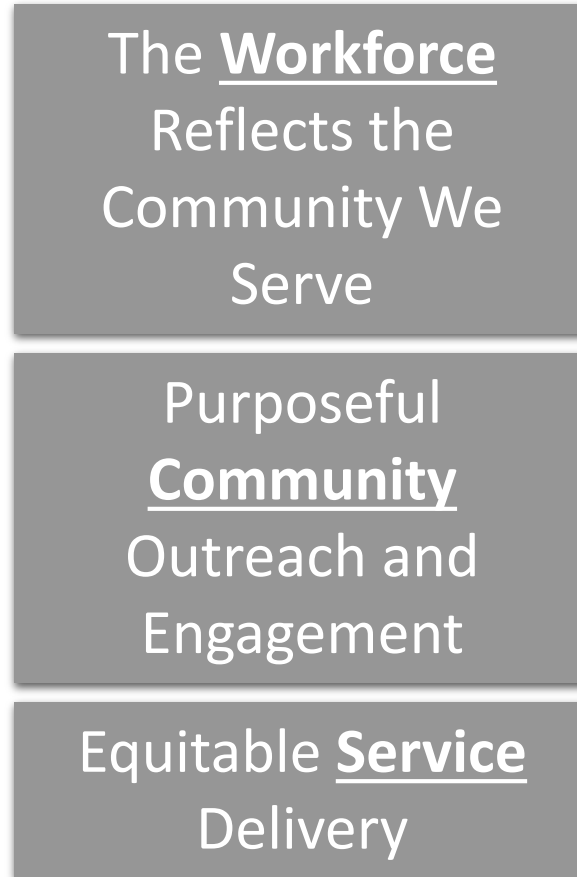 The Workforce
Reflects the
Community We
Serve
Purposeful
Community
Outreach and
Engagement
Equitable Service
Delivery